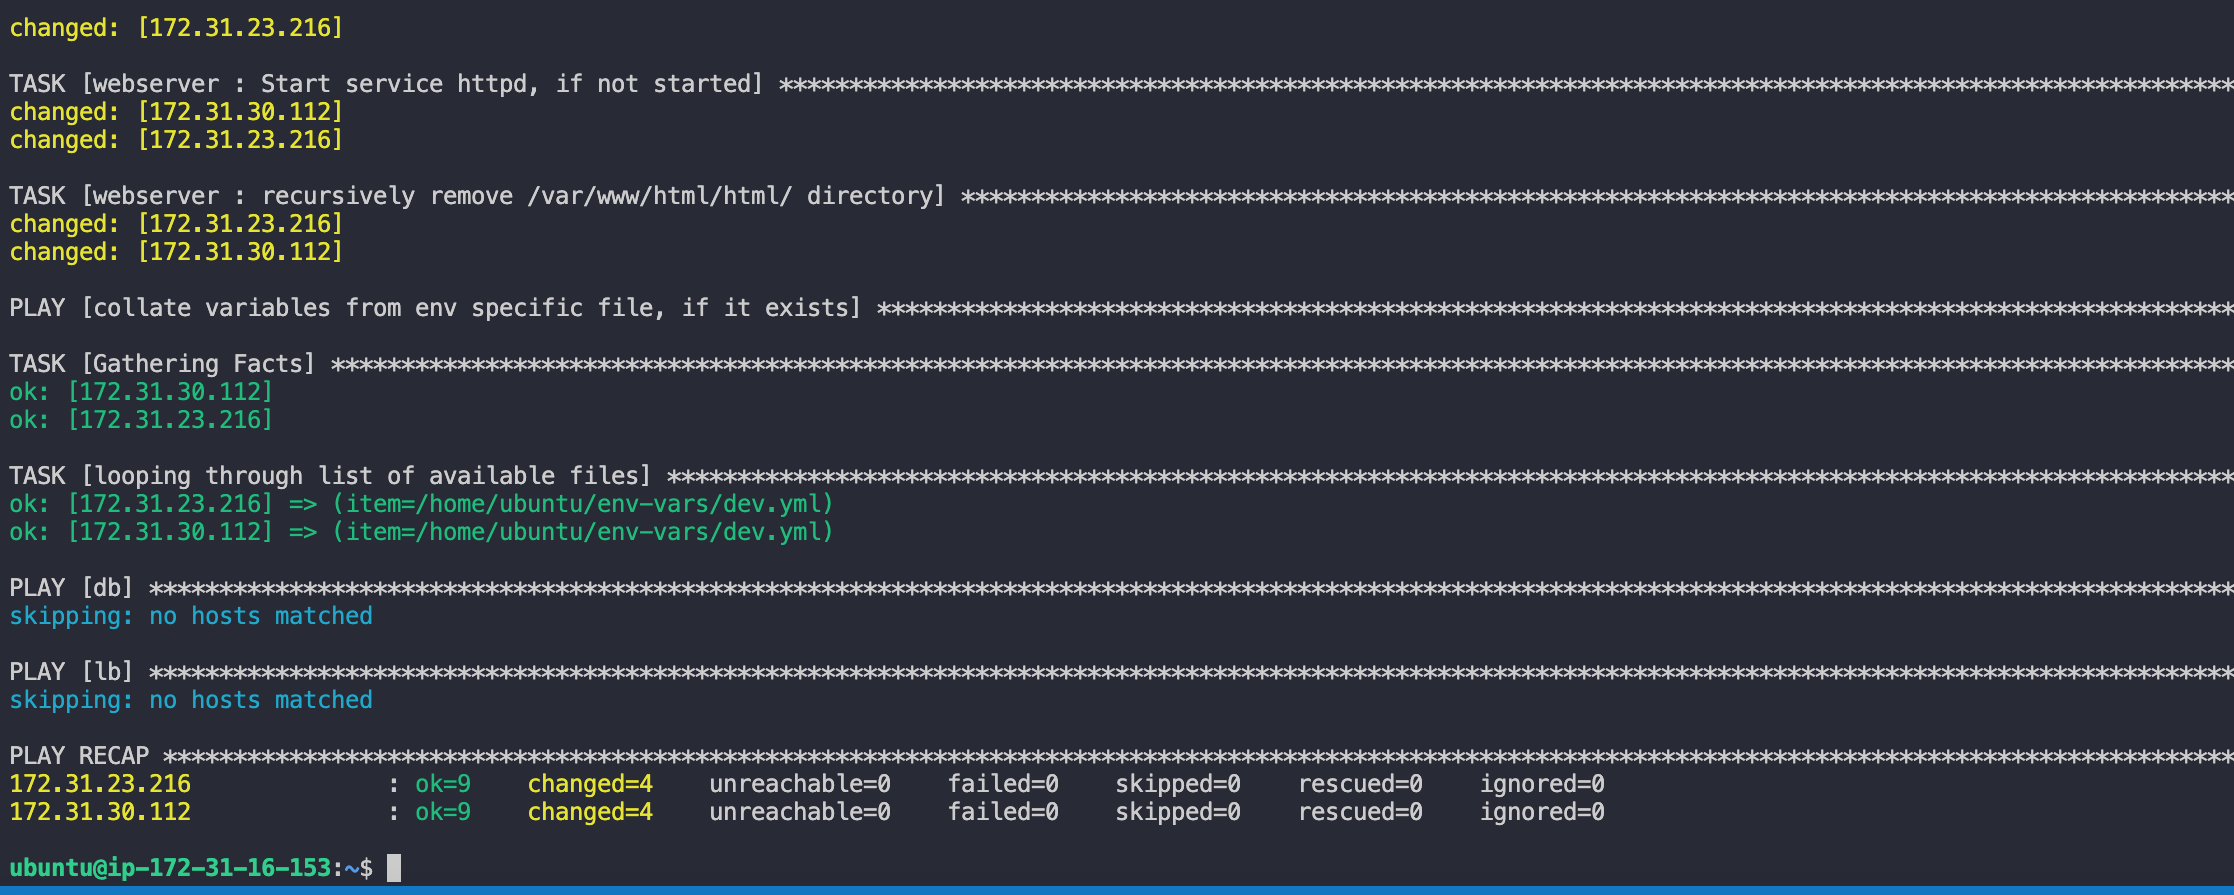 changed: [172.31.23.216]
TASK [webserver : Start service httpd, if not started] ********************************************************************************************************
changed: [172.31.30.112]
changed: [172.31.23.216]
TASK [webserver : recursively remove /var/www/html/html/ directory] *******************************************************************************************
changed: [172.31.23.216]
changed: [172.31.30.112]
PLAY [collate variables from env specific file, if it exists] *************************************************************************************************
TASK [Gathering Facts] ****************************************************************************************************************************************
ok: [172.31.30.112]
ok: [172.31.23.216]
TASK [looping through list of available files] ****************************************************************************************************************
ok: [172.31.23.216] => (item=/home/ubuntu/env-vars/dev.yml)
ok: [172.31.30.112] => (item=/home/ubuntu/env-vars/dev.yml)
PLAY [db] *****************************************************************************************************************************************************
skipping: no hosts matched
PLAY [lb] *****************************************************************************************************************************************************
skipping: no hosts matched
PLAY RECAP ****************************************************************************************************************************************************
172.31.23.216              : ok=9    changed=4    unreachable=0    failed=0    skipped=0    rescued=0    ignored=0
172.31.30.112              : ok=9    changed=4    unreachable=0    failed=0    skipped=0    rescued=0    ignored=0
ubuntu@ip-172-31-16-153:~$